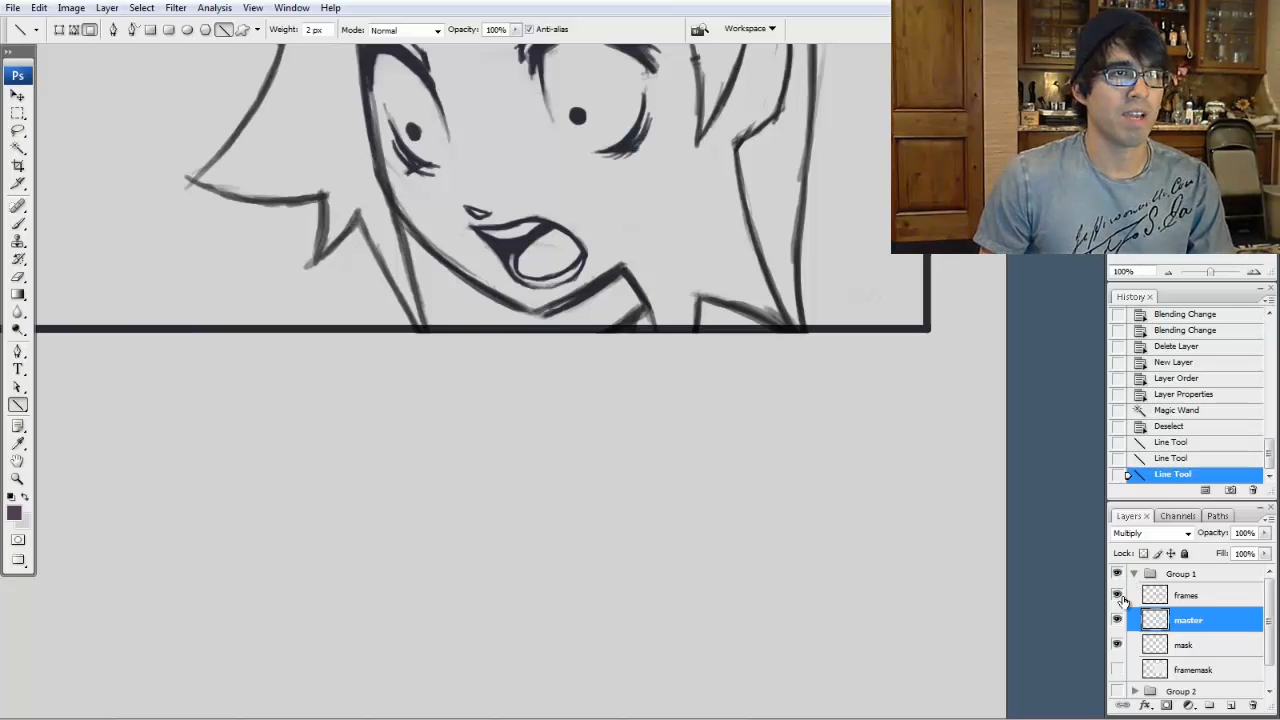 File Edit Image Layer Select Filter Analysis View Window Help
Weight: 2 px Mode: Normal Opacity: 100% Anti-alias Workspace
Ps
T
100%
History
Blending Change
Blending Change
Delete Layer
New Layer
Layer Order
Layer Properties
Magic Wand
Deselect
Line Tool
Line Tool
Line Tool
Layers Channels Paths
Multiply Opacity: 100%
Lock: Fill: 100%
Group 1
frames
master
mask
framemask
Group 2